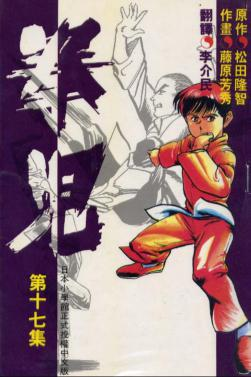 原作 松田隆智
作畫 藤原芳秀
翻譯 李介民
拳兒
第十七集
日本小學館正式授權中文版